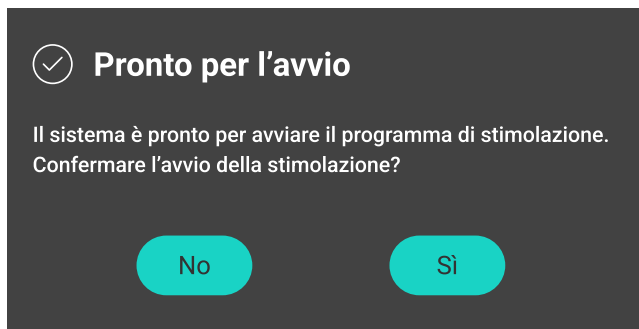 Pronto per l’avvio
Il sistema è pronto per avviare il programma di stimolazione.
Confermare l’avvio della stimolazione?
No
Sì